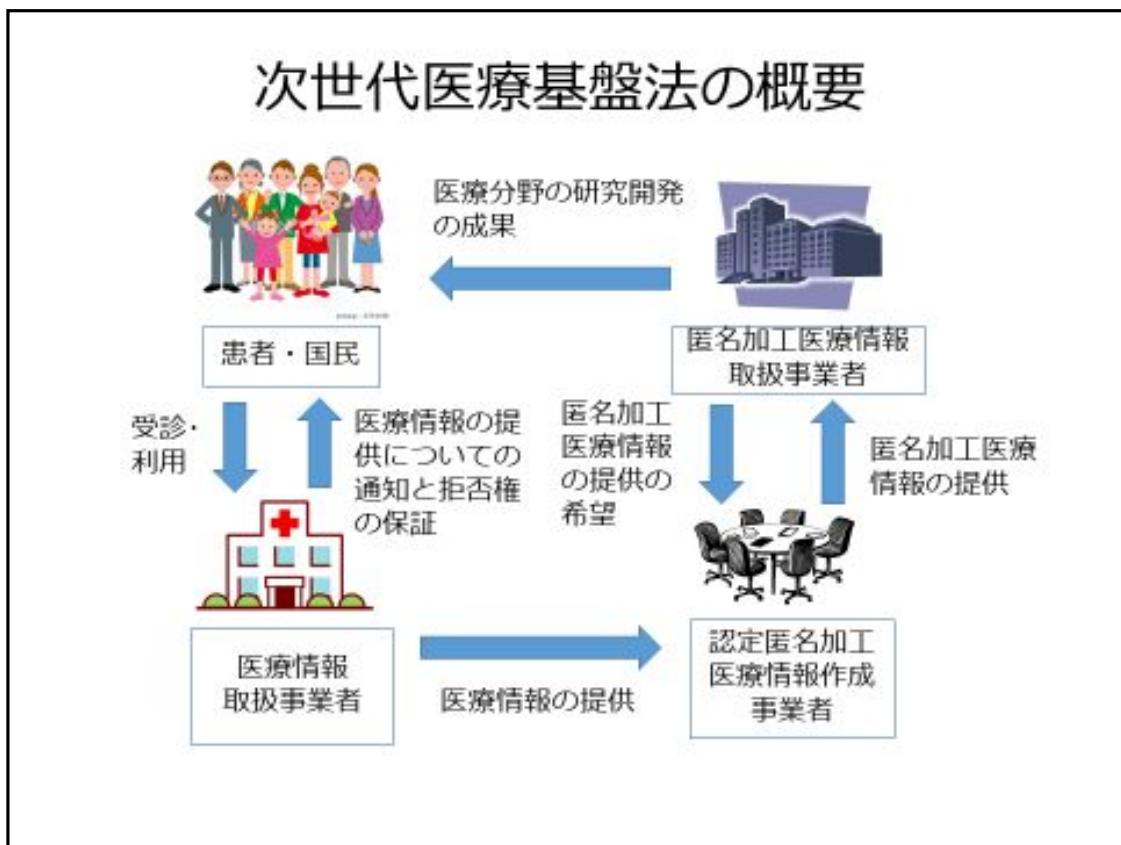 次世代医療基盤法の概要
医療分野の研究開発
の成果
患者・国民
匿名加工医療情報
取扱事業者
受診・
利用
医療情報の提
供についての
通知と拒否権
の保証
匿名加工
医療情報
の提供の
希望
匿名加工医療
情報の提供
医療情報
取扱事業者
医療情報の提供
認定匿名加工
医療情報作成
事業者